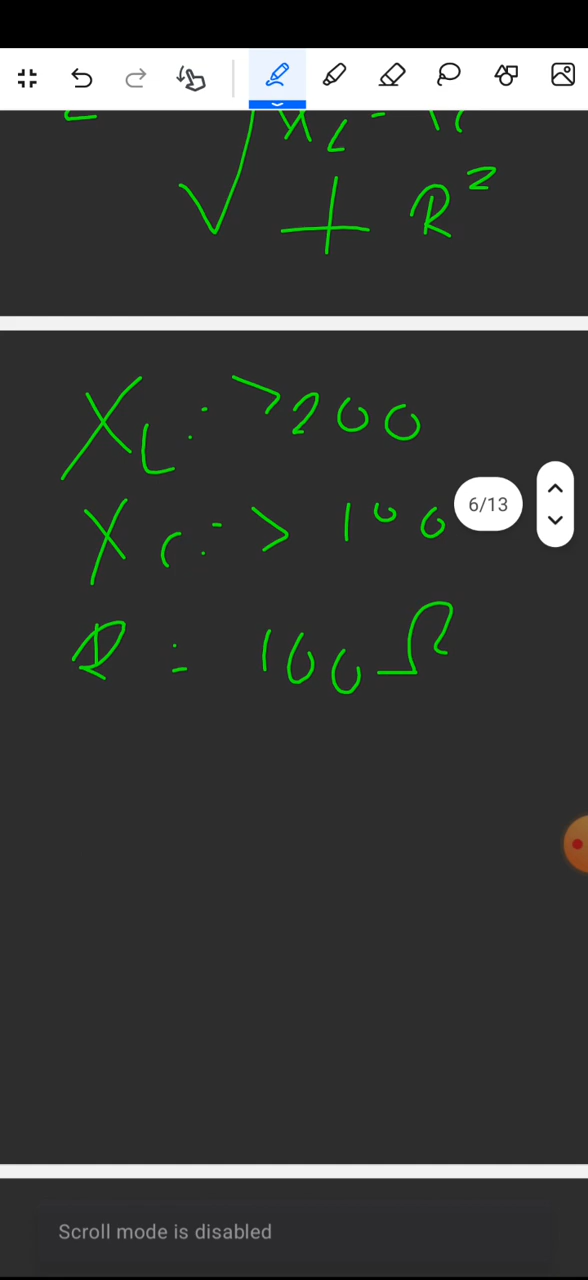 √ + R²
X_L : > 200
X_C : > 100
6/13
R = 100 Ω
Scroll mode is disabled